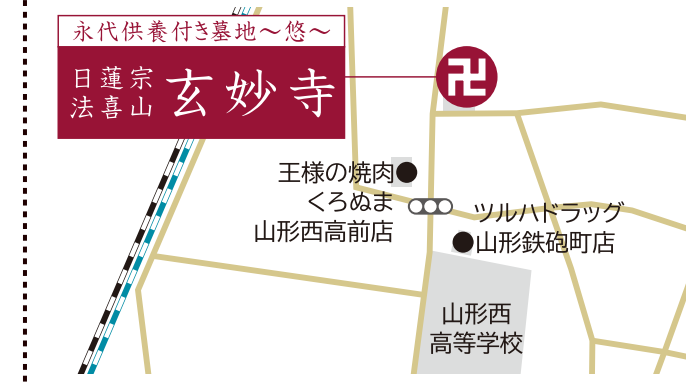 永代供養付き墓地～悠～
日蓮宗
法喜山
玄妙寺
卍
王様の焼肉
くろぬま
山形西高前店
ツルハドラッグ
山形鉄砲町店
山形西
高等学校